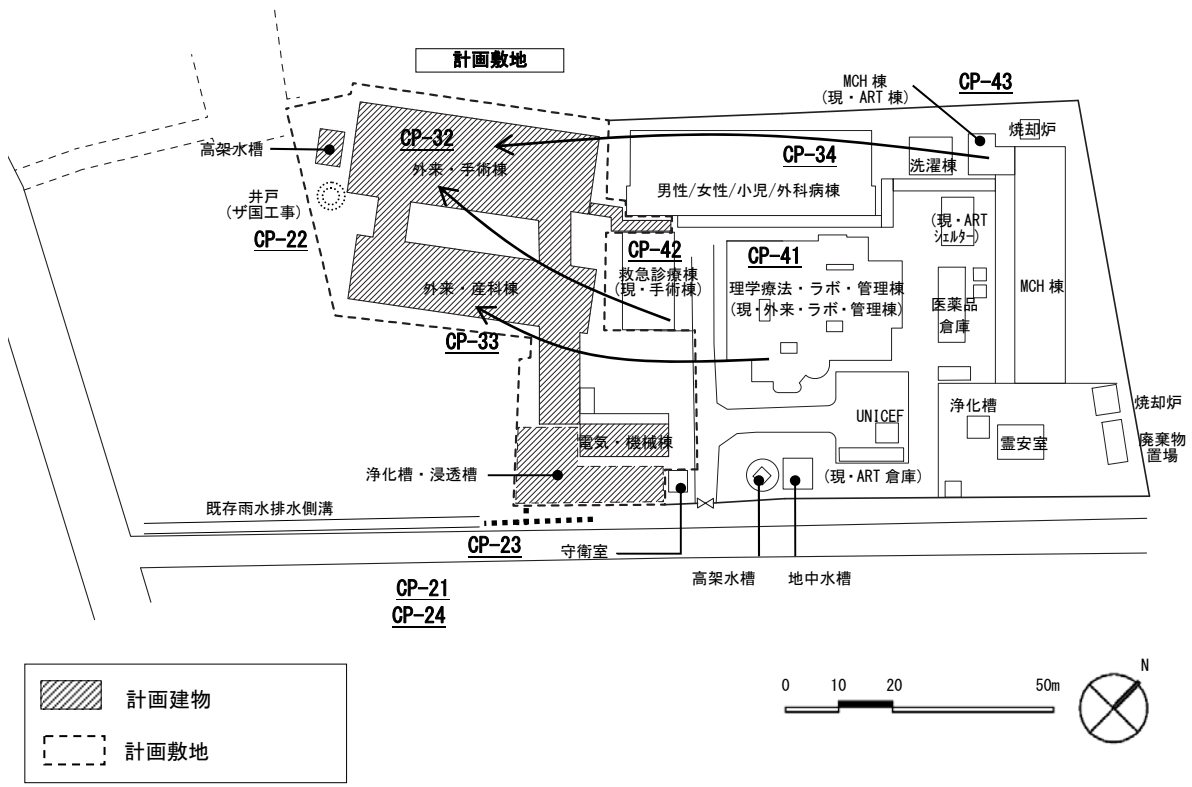 計画敷地
MCH 棟
(現・ART 棟)
CP-43
焼却炉
高架水槽
CP-32
外来・手術棟
CP-34
洗濯棟
男性/女性/小児/外科病棟
井戸
(ザ国工事)
CP-22
(現・ART
シェルター)
CP-42
救急診療棟
(現・手術棟)
CP-41
理学療法・ラボ・管理棟
(現・外来・ラボ・管理棟)
外来・産科棟
医薬品
倉庫
MCH 棟
CP-33
UNICEF
浄化槽
焼却炉
電気・機械棟
霊安室
廃棄物
置場
浄化槽・浸透槽
(現・ART 倉庫)
既存雨水排水側溝
CP-23
守衛室
高架水槽
地中水槽
CP-21
CP-24
計画建物
計画敷地
0 10 20 50m
N